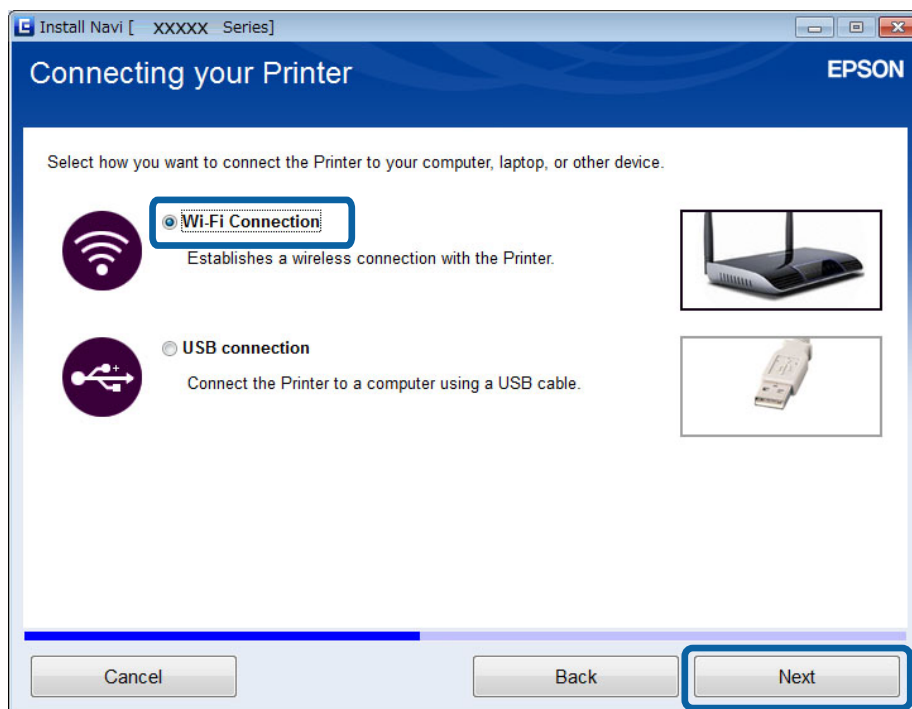 Install Navi [ XXXXX Series]
Connecting your Printer
EPSON
Select how you want to connect the Printer to your computer, laptop, or other device.
Wi-Fi Connection
Establishes a wireless connection with the Printer.
USB connection
Connect the Printer to a computer using a USB cable.
Cancel
Back
Next